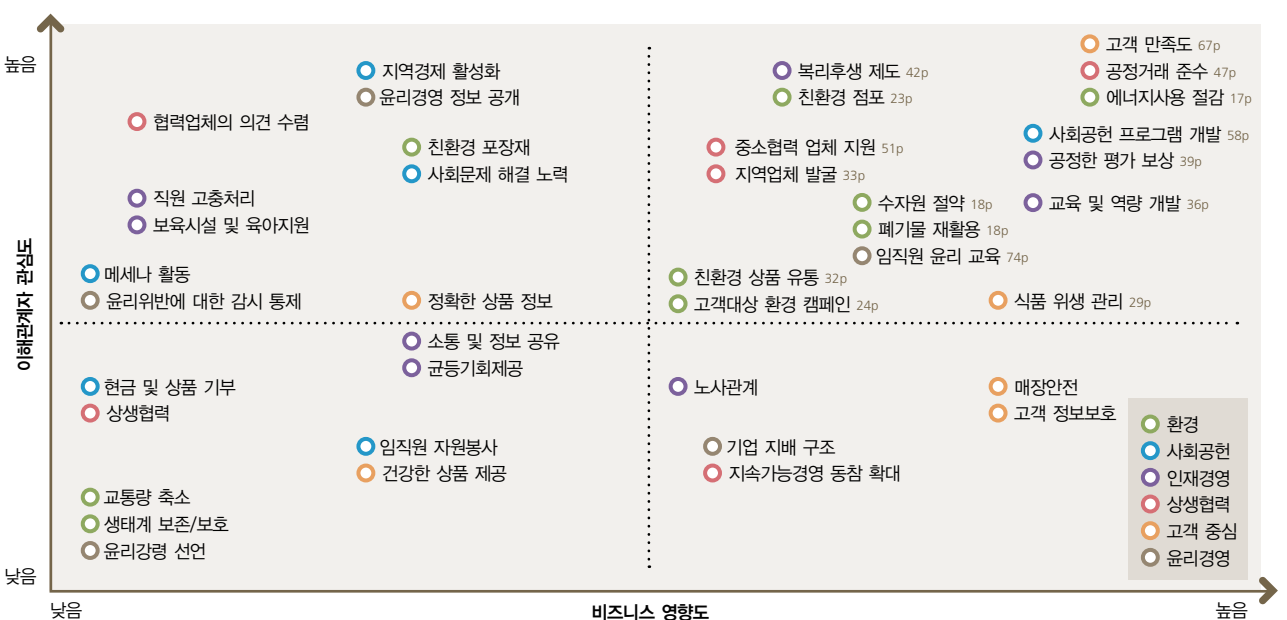 높음
이해관계자 관심도
낮음
지역경제 활성화
윤리경영 정보 공개
협력업체의 의견 수렴
친환경 포장재
사회문제 해결 노력
직원 고충처리
보육시설 및 육아지원
메세나 활동
윤리위반에 대한 감시 통제
정확한 상품 정보
고객 만족도 67p
복리후생 제도 42p
공정거래 준수 47p
친환경 점포 23p
에너지사용 절감 17p
사회공헌 프로그램 개발 58p
중소협력 업체 지원 51p
공정한 평가 보상 39p
지역업체 발굴 33p
수자원 절약 18p
교육 및 역량 개발 36p
폐기물 재활용 18p
임직원 윤리 교육 74p
친환경 상품 유통 32p
고객대상 환경 캠페인 24p
식품 위생 관리 29p
소통 및 정보 공유
균등기회제공
현금 및 상품 기부
상생협력
임직원 자원봉사
건강한 상품 제공
교통량 축소
생태계 보존/보호
윤리강령 선언
노사관계
매장안전
고객 정보보호
기업 지배 구조
지속가능경영 동참 확대
환경
사회공헌
인재경영
상생협력
고객 중심
윤리경영
낮음
비즈니스 영향도
높음